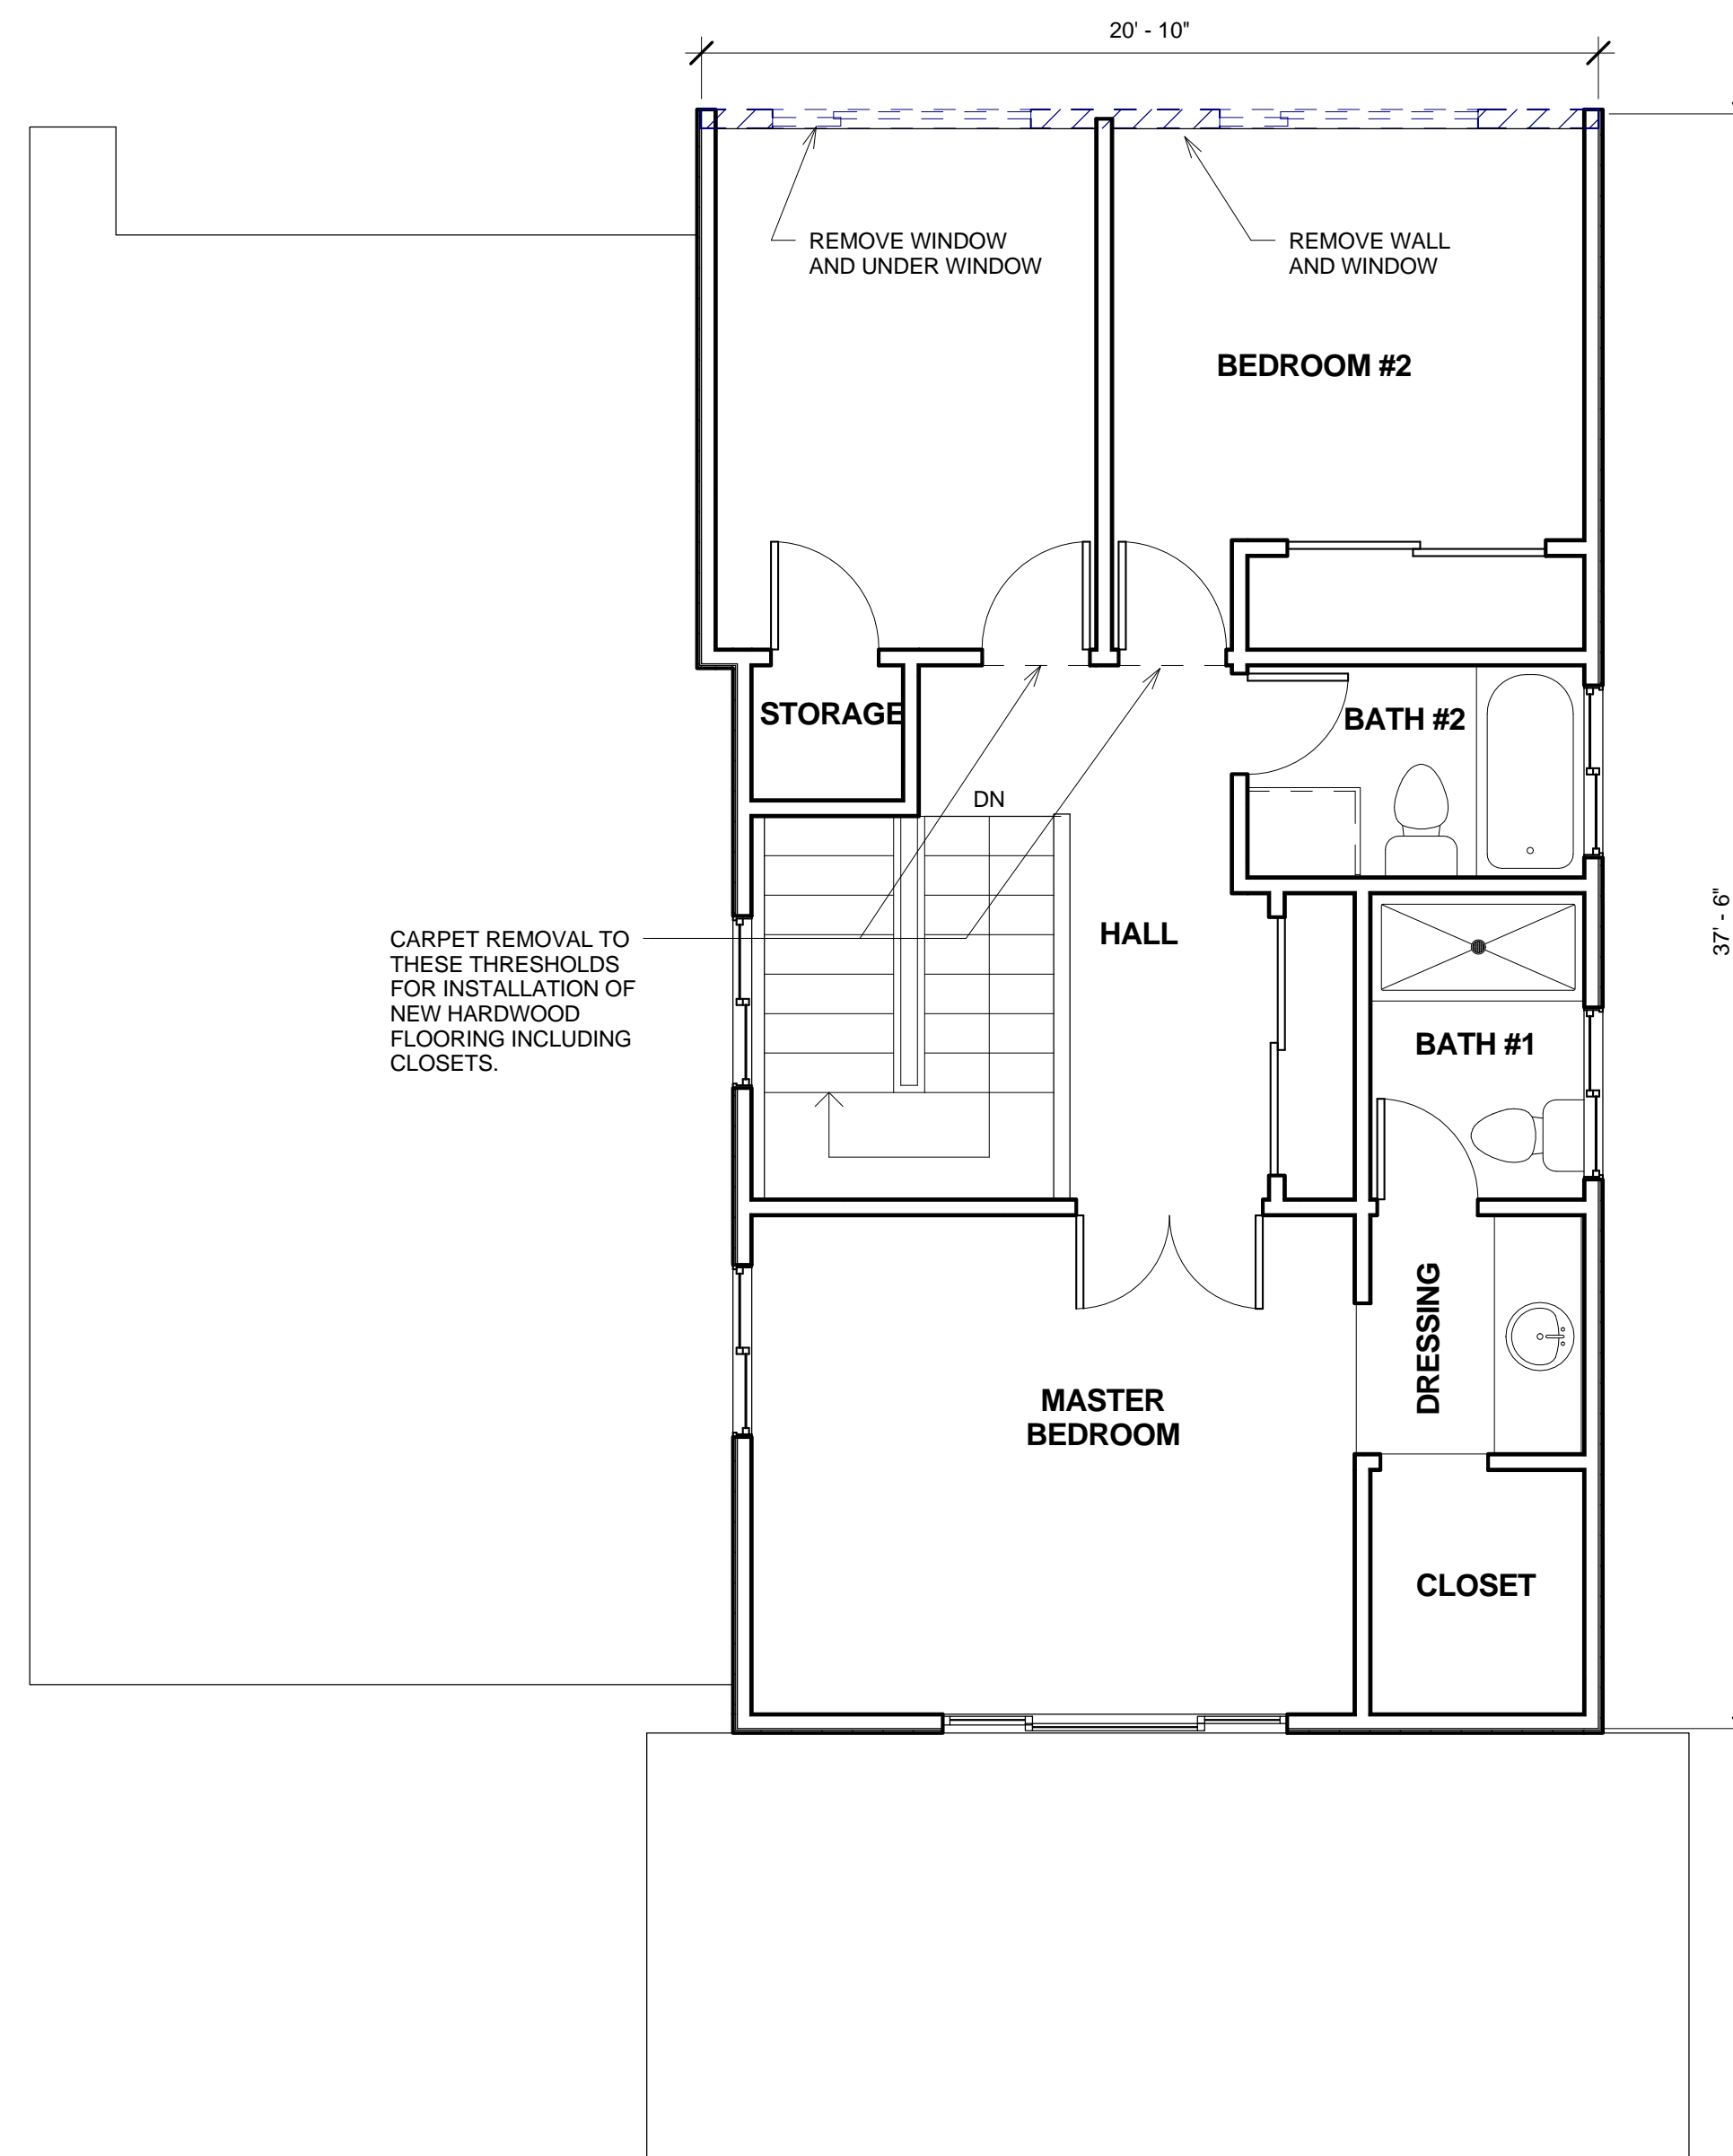 20' - 10"
REMOVE WINDOW
AND UNDER WINDOW
REMOVE WALL
AND WINDOW
BEDROOM #2
STORAGE
BATH #2
DN
HALL
37' - 6"
CARPET REMOVAL TO
THESE THRESHOLDS
FOR INSTALLATION OF
NEW HARDWOOD
FLOORING INCLUDING
CLOSETS.
BATH #1
DRESSING
MASTER
BEDROOM
CLOSET